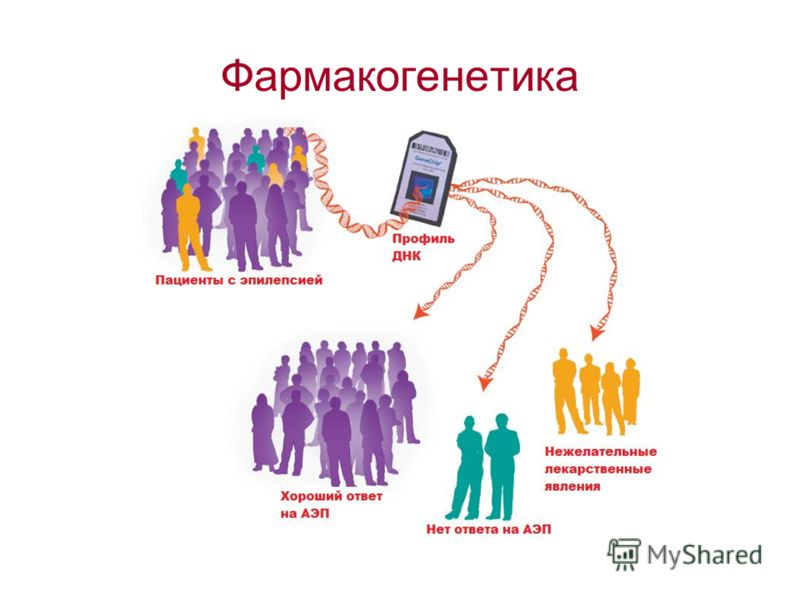 Фармакогенетика
GeneChip
Профиль
ДНК
Пациенты с эпилепсией
Хороший ответ
на АЭП
Нет ответа на АЭП
Нежелательные
лекарственные
явления
MyShared